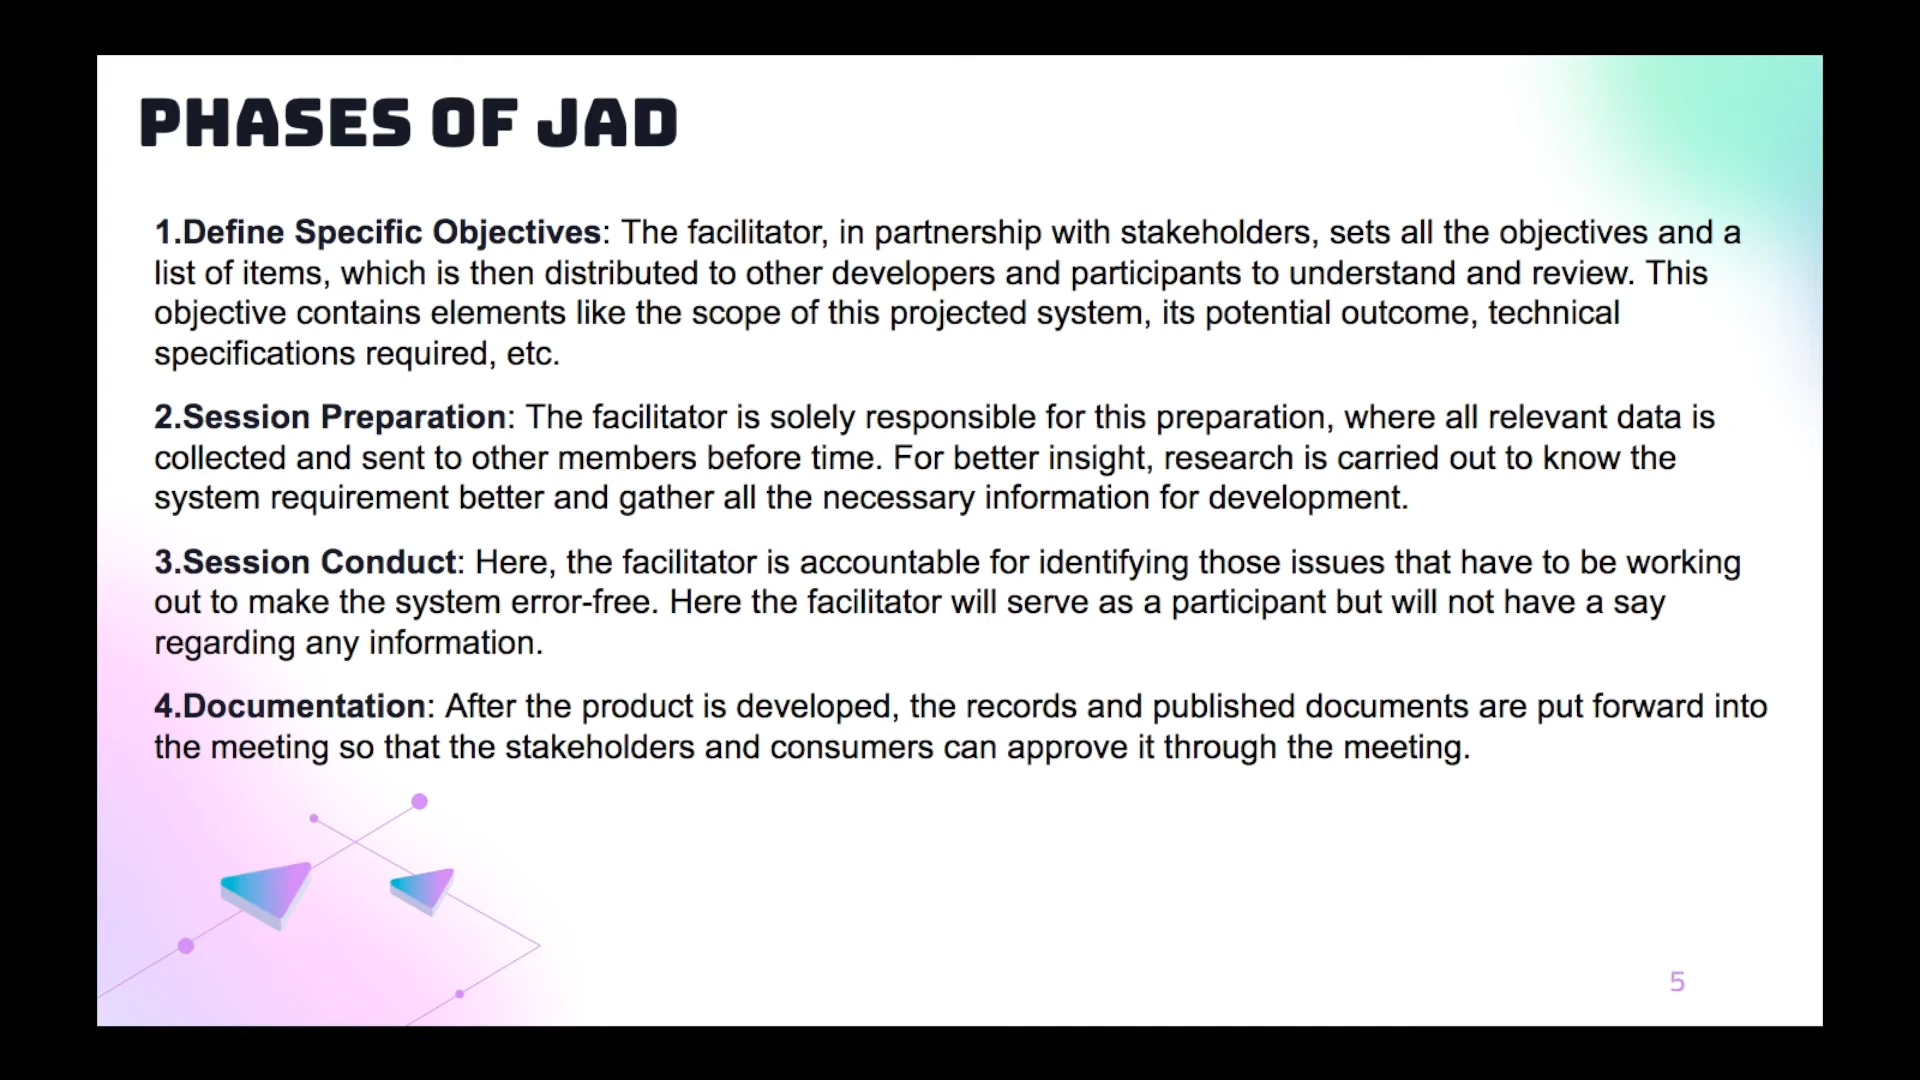 PHASES OF JAD
1.Define Specific Objectives: The facilitator, in partnership with stakeholders, sets all the objectives and a
list of items, which is then distributed to other developers and participants to understand and review. This
objective contains elements like the scope of this projected system, its potential outcome, technical
specifications required, etc.
2.Session Preparation: The facilitator is solely responsible for this preparation, where all relevant data is
collected and sent to other members before time. For better insight, research is carried out to know the
system requirement better and gather all the necessary information for development.
3.Session Conduct: Here, the facilitator is accountable for identifying those issues that have to be working
out to make the system error-free. Here the facilitator will serve as a participant but will not have a say
regarding any information.
4.Documentation: After the product is developed, the records and published documents are put forward into
the meeting so that the stakeholders and consumers can approve it through the meeting.
5